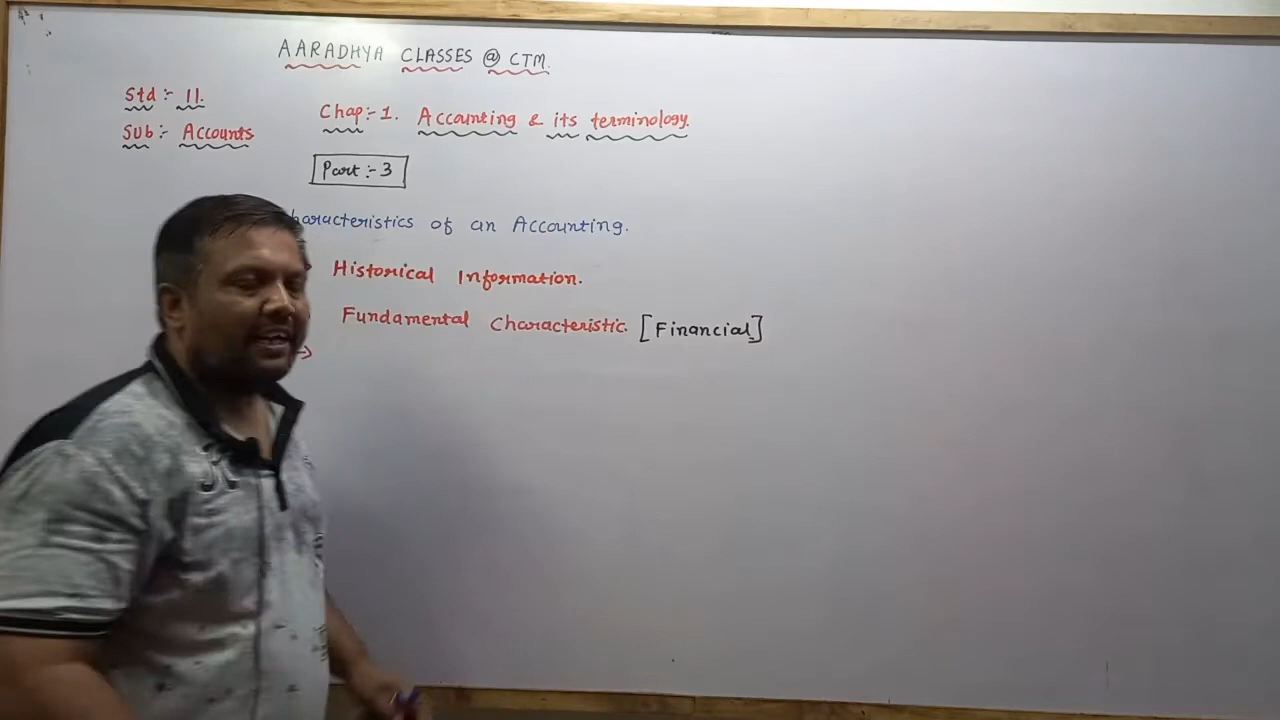 AARADHYA CLASSES @ CTM.
Std :- 11.
Sub :- Accounts
Chap :- 1. Accounting & its terminology.
Part :- 3
haracteristics of an Accounting.
Historical Information.
Fundamental Characteristic. [Financial]
→